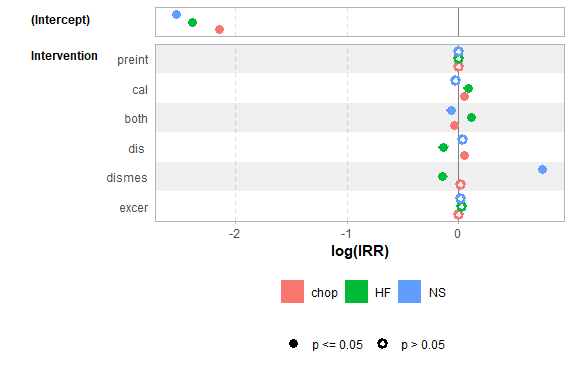 (Intercept)
Intervention
preint
cal
both
dis
dismes
excer
-2 -1 0
log(IRR)
chop HF NS
p <= 0.05 p > 0.05